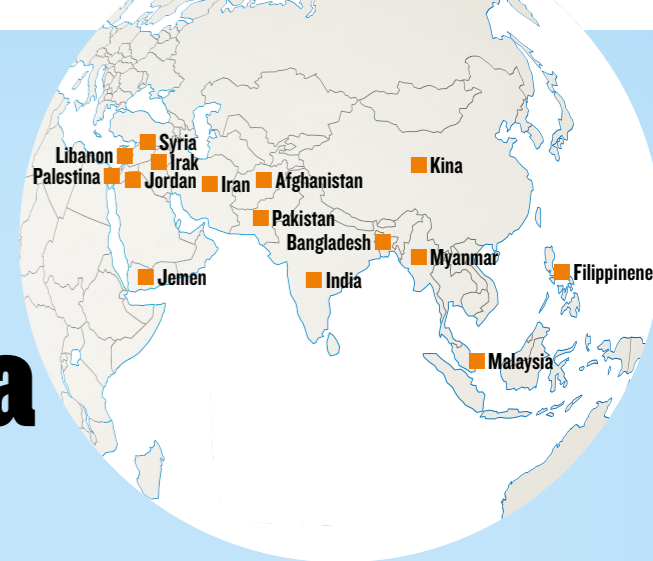 Syria
Libanon
Irak
Palestina
Jordan
Iran
Afghanistan
Kina
Pakistan
Bangladesh
Myanmar
Filippinene
Jemen
India
Malaysia
a